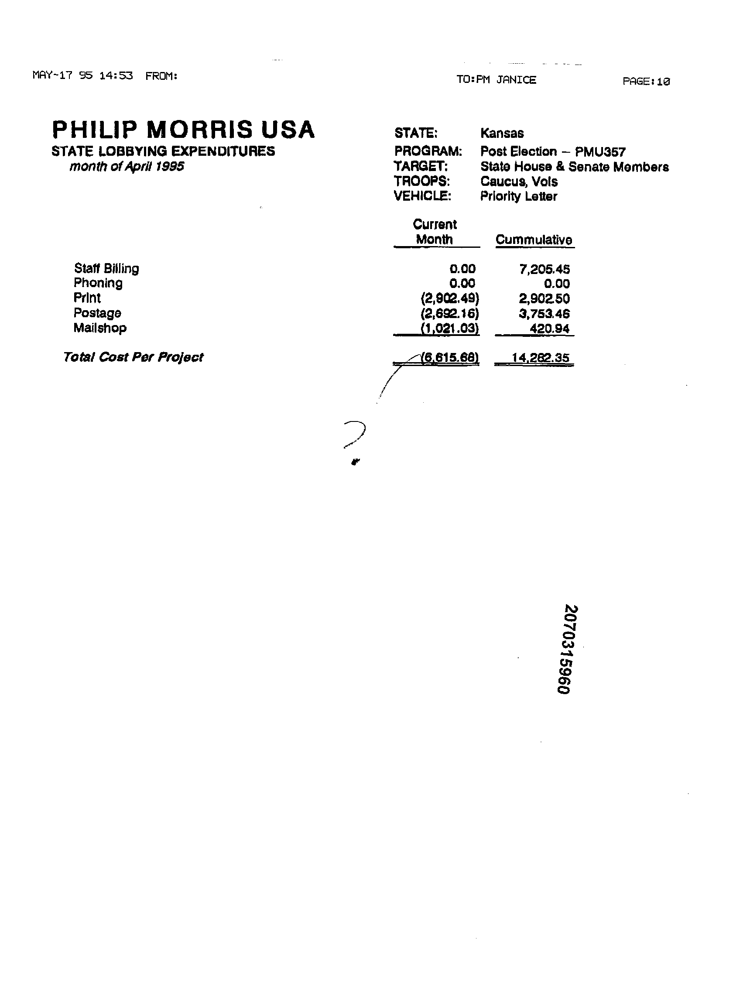 MAY-17 95 14:53 FROM: TO:PM JANICE PAGE:10
PHILIP MORRIS USA
STATE LOBBYING EXPENDITURES
month of April 1995
STATE: Kansas
PROGRAM: Post Election – PMU357
TARGET: State House & Senate Members
TROOPS: Caucus, Vols
VEHICLE: Priority Letter
Current
Month Cummulative
Staff Billing 0.00 7,205.45
Phoning 0.00 0.00
Print (2,902.49) 2,902.50
Postage (2,692.16) 3,753.46
Mailshop (1,021.03) 420.94
Total Cost Per Project (6,615.68) 14,282.35
?
2070315960